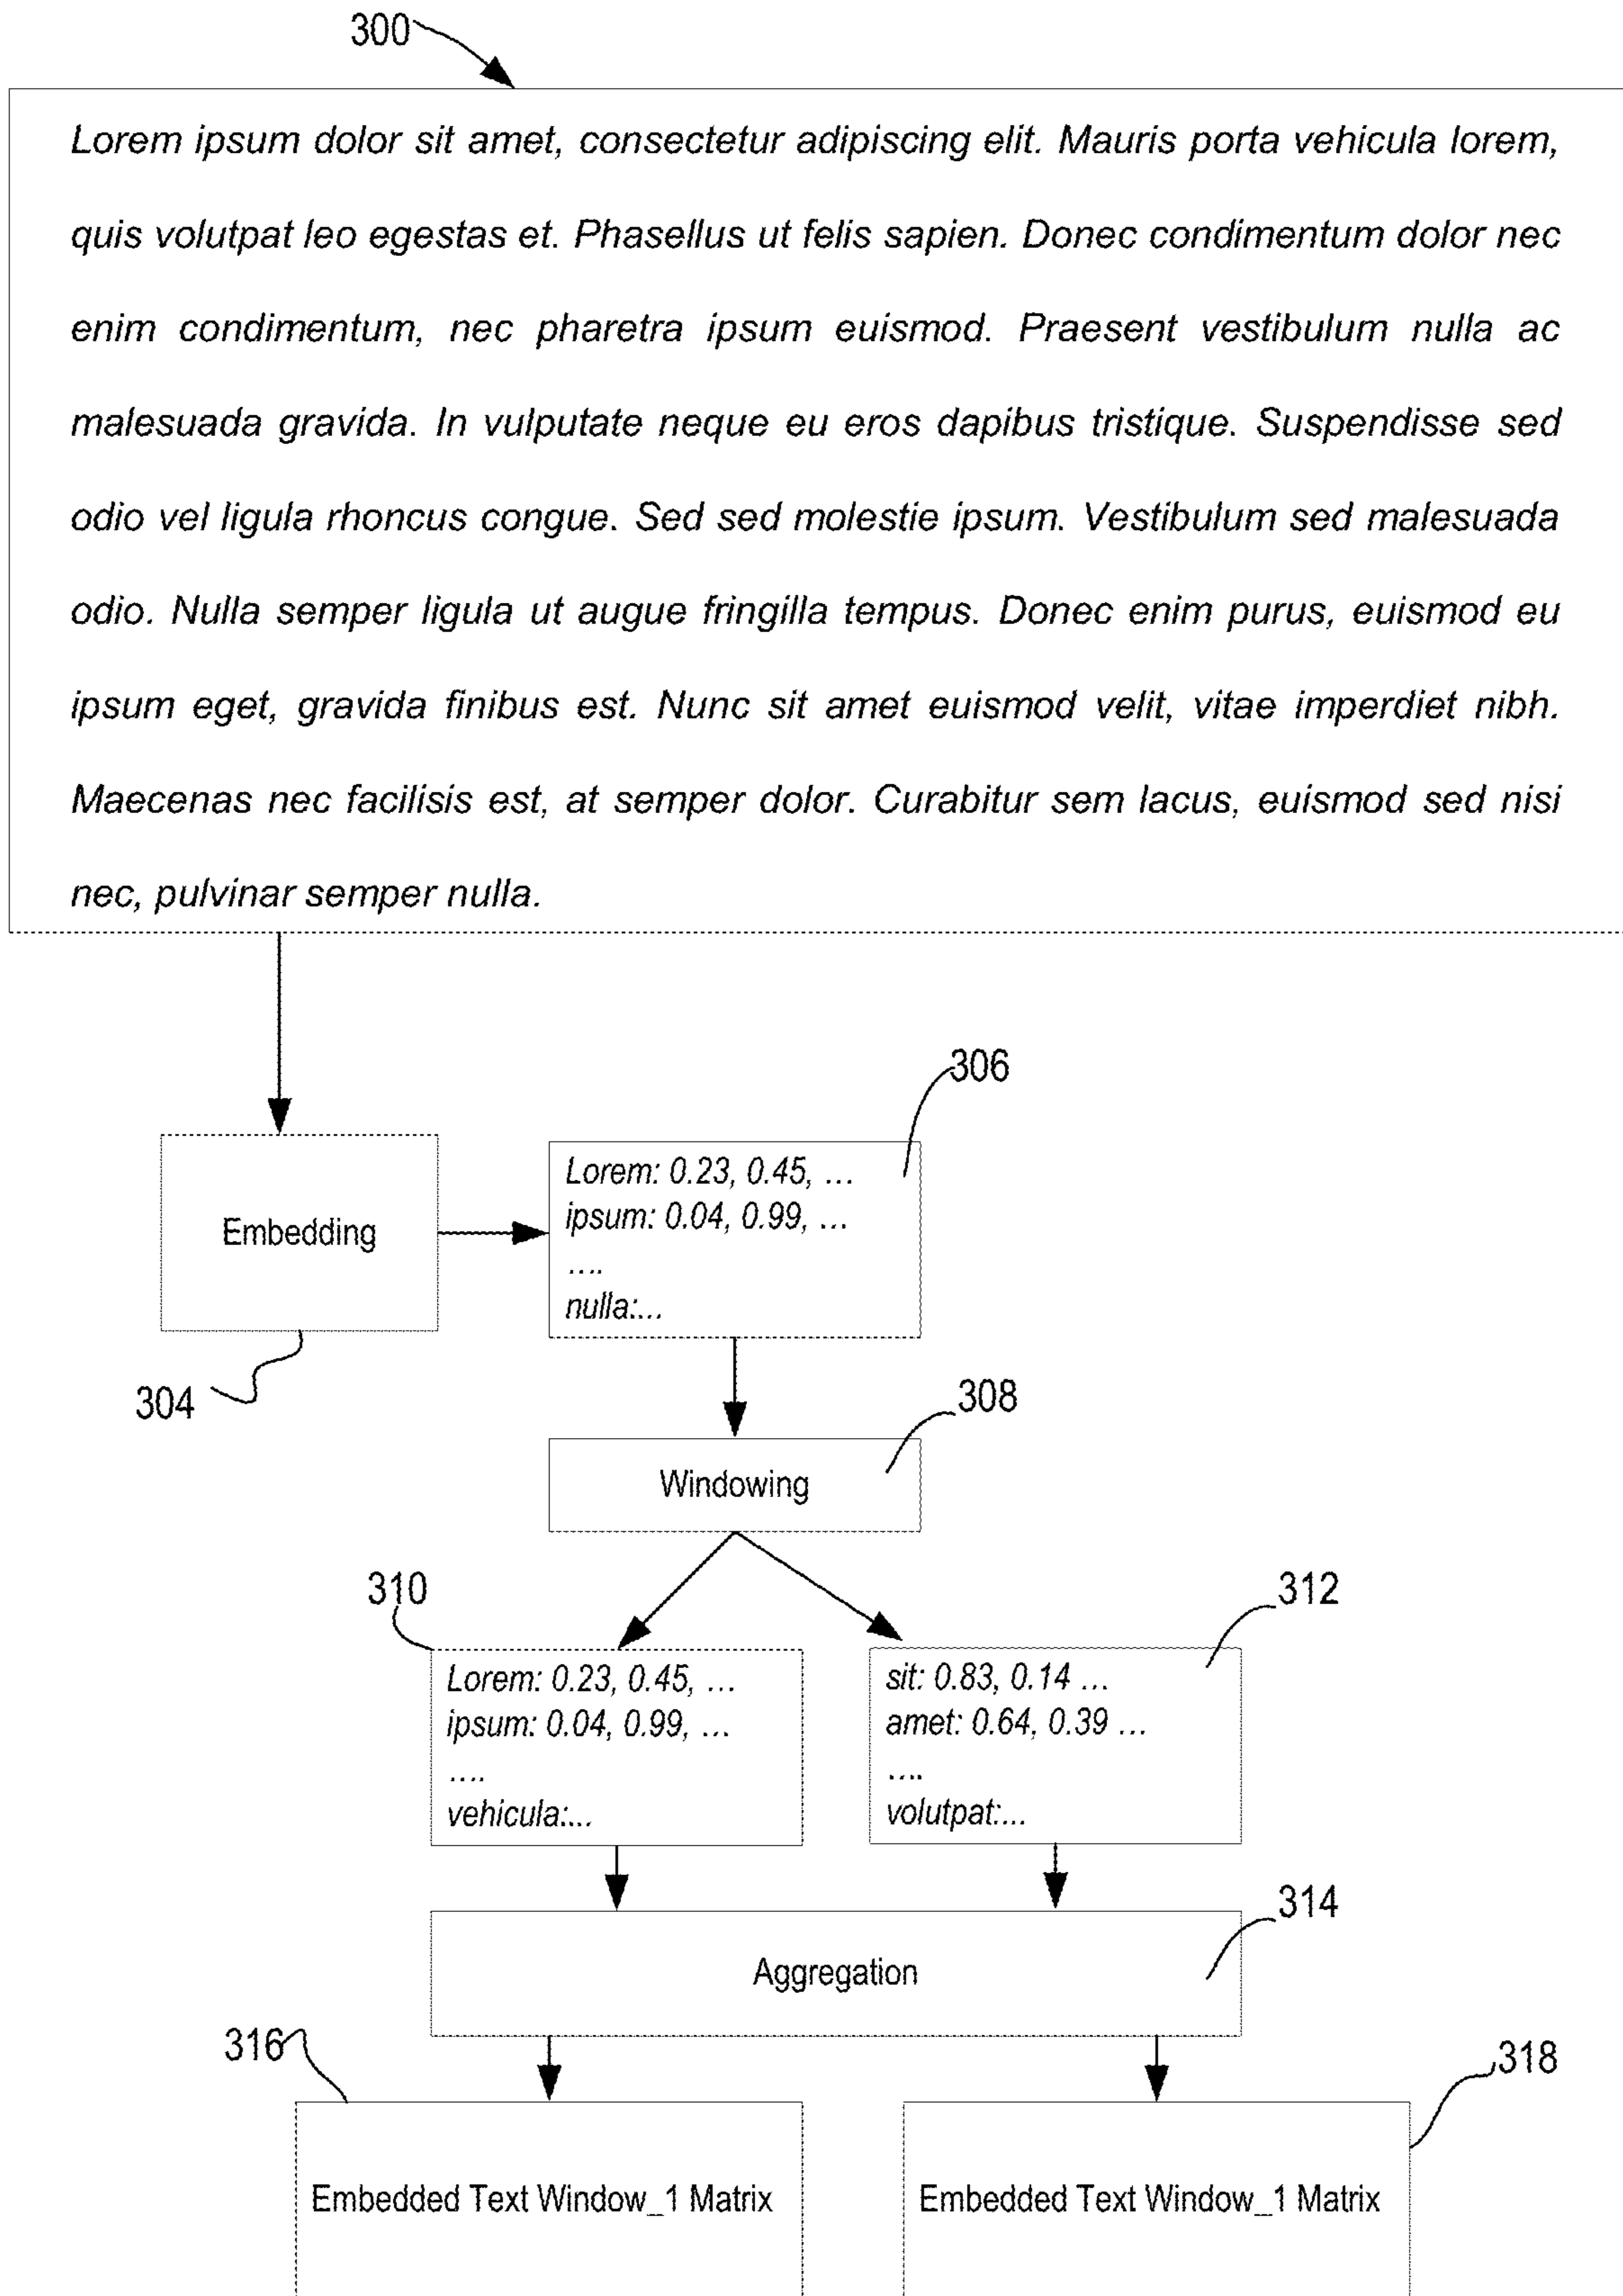 300
Lorem ipsum dolor sit amet, consectetur adipiscing elit. Mauris porta vehicula lorem,
quis volutpat leo egestas et. Phasellus ut felis sapien. Donec condimentum dolor nec
enim condimentum, nec pharetra ipsum euismod. Praesent vestibulum nulla ac
malesuada gravida. In vulputate neque eu eros dapibus tristique. Suspendisse sed
odio vel ligula rhoncus congue. Sed sed molestie ipsum. Vestibulum sed malesuada
odio. Nulla semper ligula ut augue fringilla tempus. Donec enim purus, euismod eu
ipsum eget, gravida finibus est. Nunc sit amet euismod velit, vitae imperdiet nibh.
Maecenas nec facilisis est, at semper dolor. Curabitur sem lacus, euismod sed nisi
nec, pulvinar semper nulla.
306
Embedding
Lorem: 0.23, 0.45, ...
ipsum: 0.04, 0.99, ...
....
nulla:...
304
308
Windowing
310
312
Lorem: 0.23, 0.45, ...
ipsum: 0.04, 0.99, ...
....
vehicula:...
sit: 0.83, 0.14 ...
amet: 0.64, 0.39 ...
....
volutpat:...
314
Aggregation
316
318
Embedded Text Window_1 Matrix
Embedded Text Window_1 Matrix